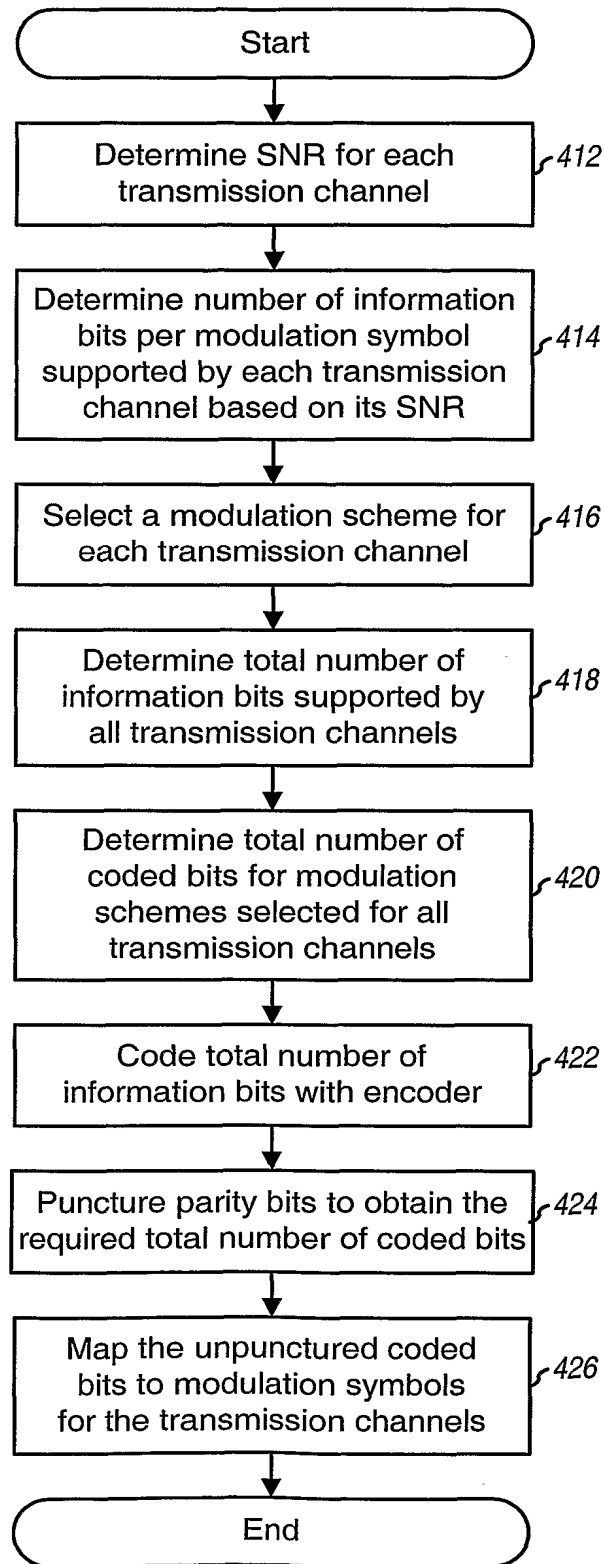 Start
Determine SNR for each
transmission channel
412
Determine number of information
bits per modulation symbol
supported by each transmission
channel based on its SNR
414
Select a modulation scheme for
each transmission channel
416
Determine total number of
information bits supported by
all transmission channels
418
Determine total number of
coded bits for modulation
schemes selected for all
transmission channels
420
Code total number of
information bits with encoder
422
Puncture parity bits to obtain the
required total number of coded bits
424
Map the unpunctured coded
bits to modulation symbols
for the transmission channels
426
End